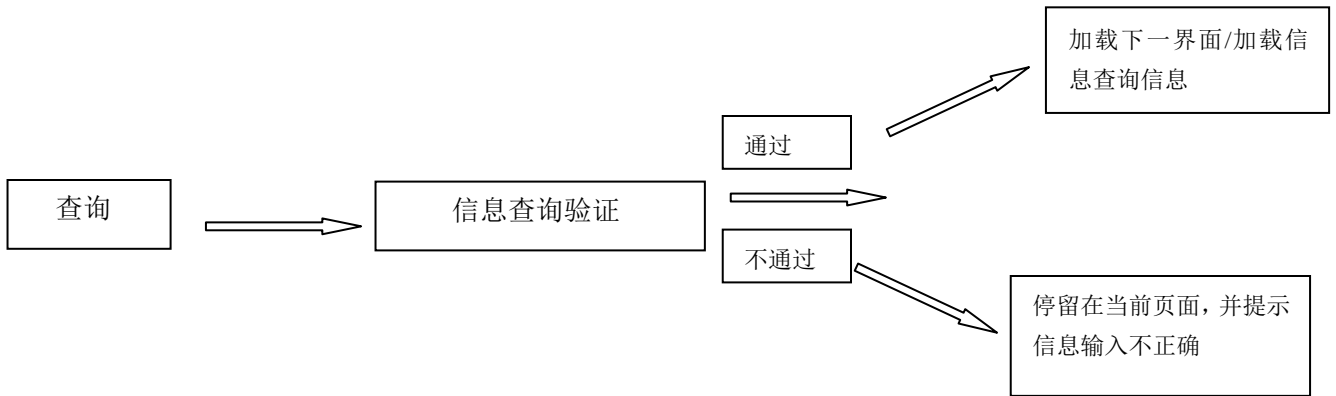 加载下一界面/加载信
息查询信息
通过
查询
信息查询验证
不通过
停留在当前页面，并提示
信息输入不正确